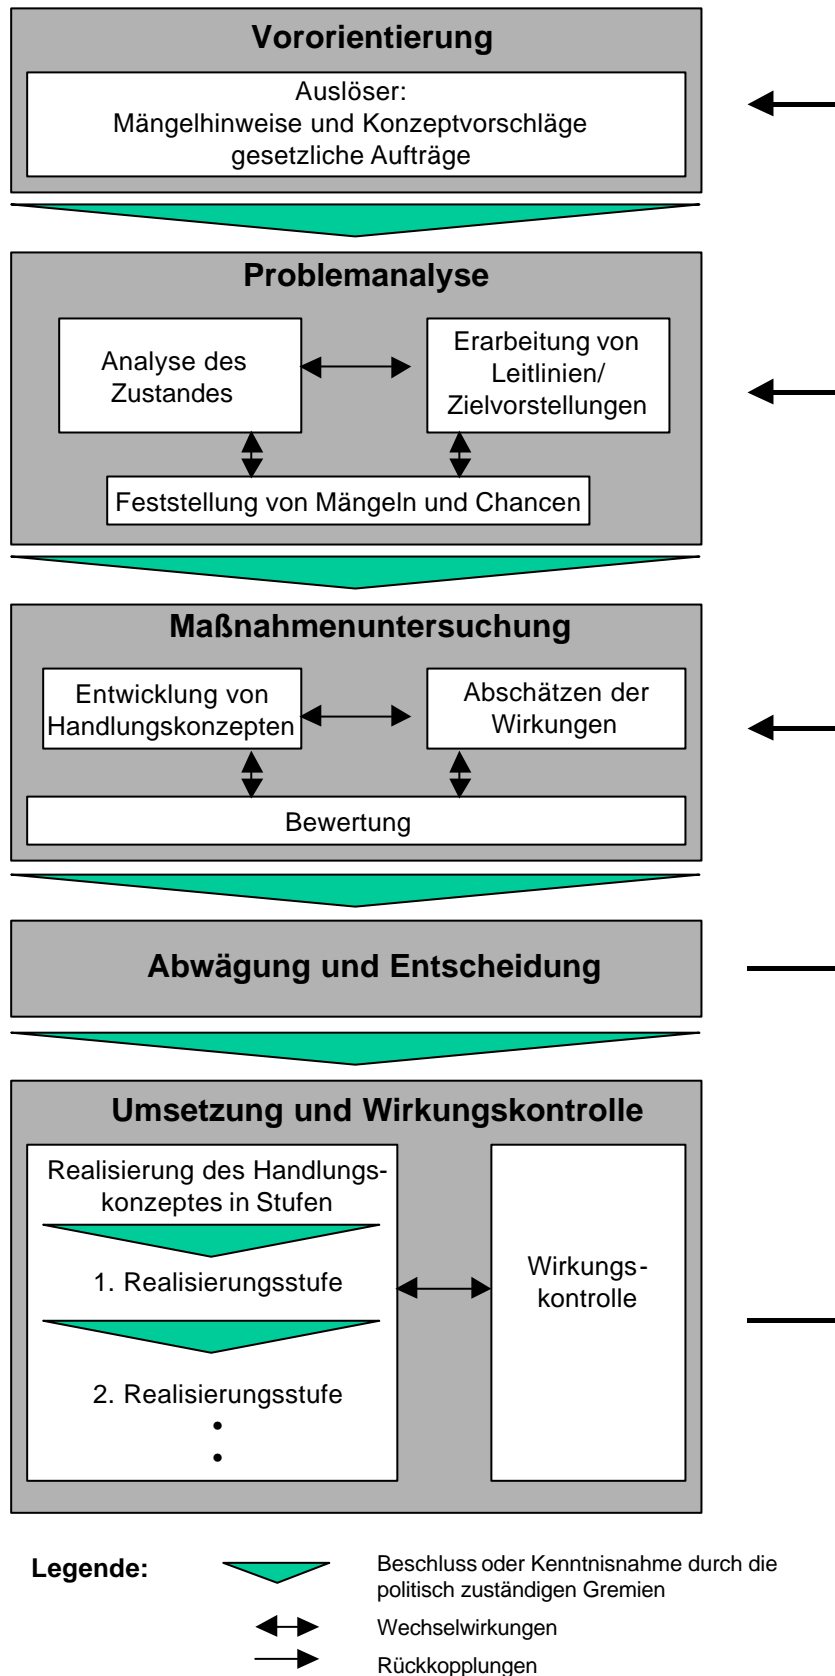 Vororientierung
Auslöser:
Mängelhinweise und Konzeptvorschläge
gesetzliche Aufträge
Problemanalyse
Analyse des
Zustandes
Erarbeitung von
Leitlinien/
Zielvorstellungen
Feststellung von Mängeln und Chancen
Maßnahmenuntersuchung
Entwicklung von
Handlungskonzepten
Abschätzen der
Wirkungen
Bewertung
Abwägung und Entscheidung
Umsetzung und Wirkungskontrolle
Realisierung des Handlungs-
konzeptes in Stufen
1. Realisierungsstufe
2. Realisierungsstufe
•
•
Wirkungs-
kontrolle
Legende:
Beschluss oder Kenntnisnahme durch die
politisch zuständigen Gremien
Wechselwirkungen
Rückkopplungen